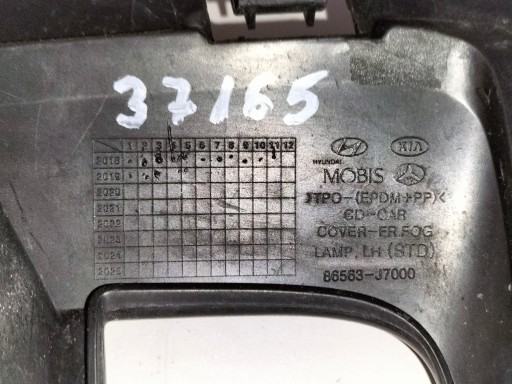 37165
1 2 3 4 5 6 7 8 9 10 11 12
2018
2019
2020
2021
2022
2023
2024
2025
HYUNDAI KIA
MOBIS
>TPO-(EPDM+PP)<
CD-CAR
COVER-FR.FOG
LAMP, LH (STD)
86563-J7000